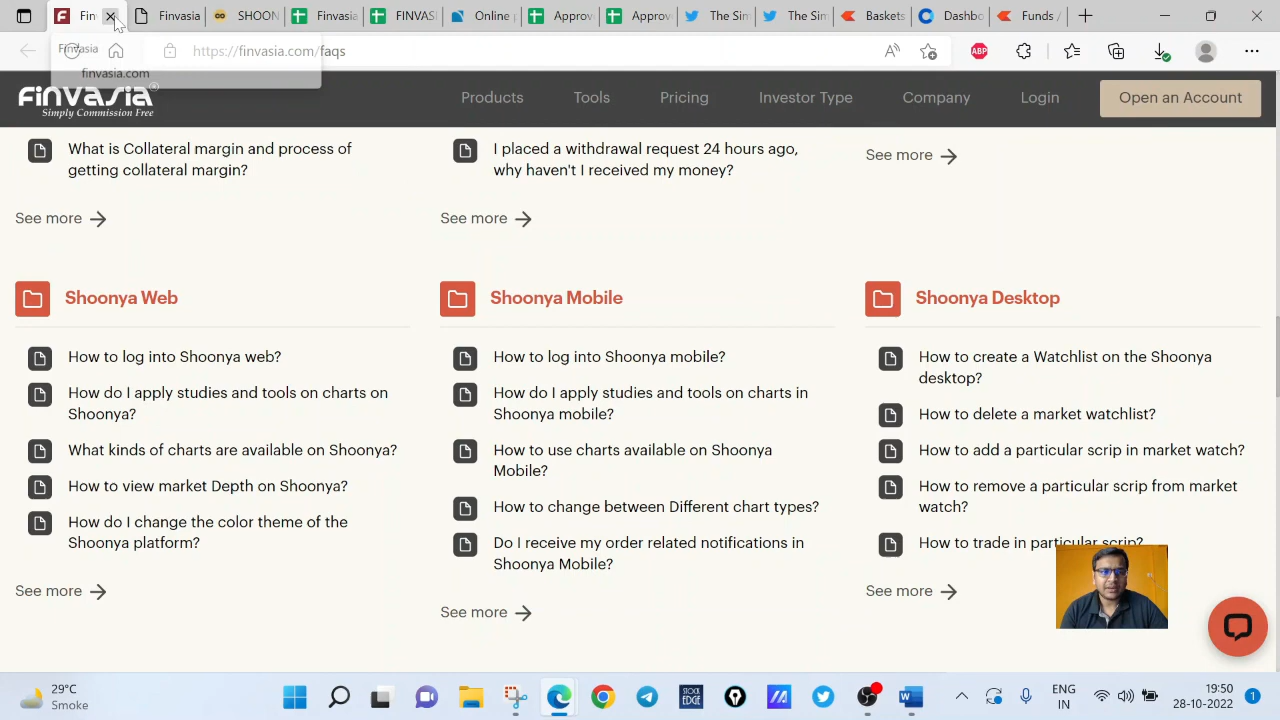 Fin
Finvasia
SHOO
Finvasia
FINVAS
Online
Approv
Approv
The Sim
The Sim
Baskets
Dashbo
Funds /
Finvasia
finvasia.com
https://finvasia.com/faqs
ABP
FINVASIA®
Simply Commission Free
Products
Tools
Pricing
Investor Type
Company
Login
Open an Account
What is Collateral margin and process of
getting collateral margin?
See more
I placed a withdrawal request 24 hours ago,
why haven't I received my money?
See more
See more
Shoonya Web
How to log into Shoonya web?
How do I apply studies and tools on charts on
Shoonya?
What kinds of charts are available on Shoonya?
How to view market Depth on Shoonya?
How do I change the color theme of the
Shoonya platform?
See more
Shoonya Mobile
How to log into Shoonya mobile?
How do I apply studies and tools on charts in
Shoonya mobile?
How to use charts available on Shoonya
Mobile?
How to change between Different chart types?
Do I receive my order related notifications in
Shoonya Mobile?
See more
Shoonya Desktop
How to create a Watchlist on the Shoonya
desktop?
How to delete a market watchlist?
How to add a particular scrip in market watch?
How to remove a particular scrip from market
watch?
How to trade in particular scrip?
See more
29°C
Smoke
STOCK
EDGE
ENG
IN
19:50
28-10-2022
1